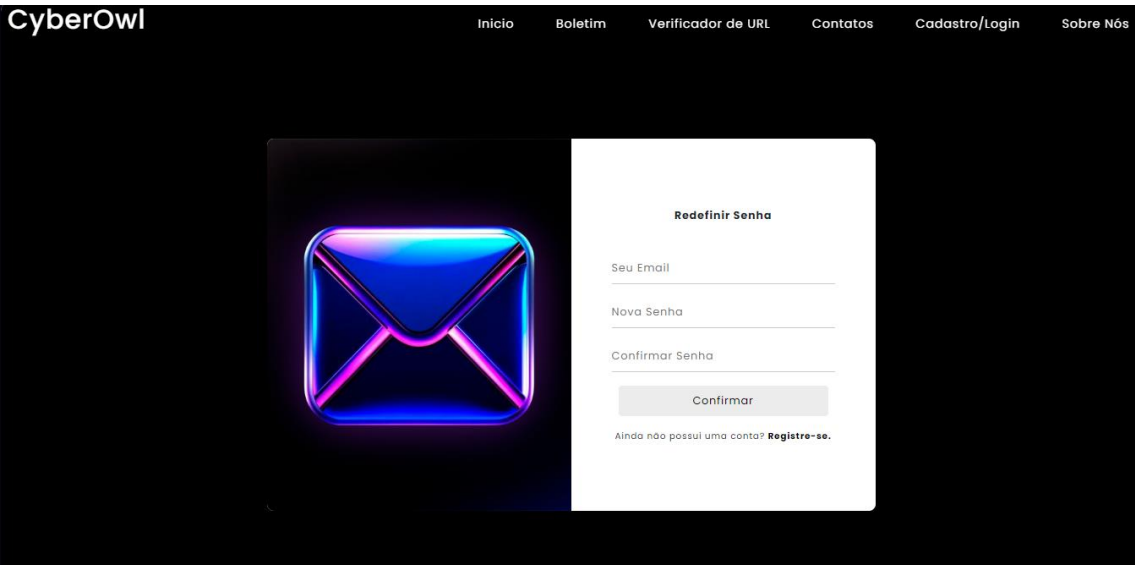 CyberOwl
Inicio Boletim Verificador de URL Contatos Cadastro/Login Sobre Nós
Redefinir Senha
Seu Email
Nova Senha
Confirmar Senha
Confirmar
Ainda não possui uma conta? Registre-se.